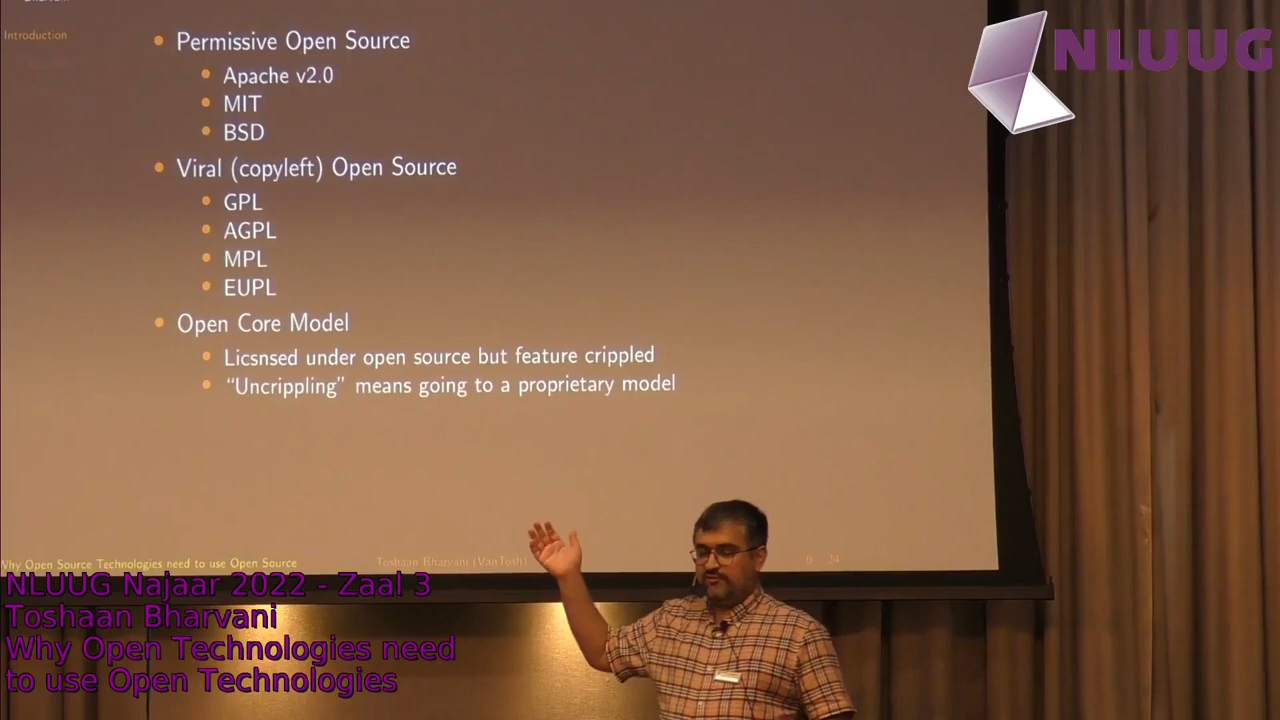 Introduction
Permissive Open Source
Apache v2.0
MIT
BSD
Viral (copyleft) Open Source
GPL
AGPL
MPL
EUPL
Open Core Model
Licsnsed under open source but feature crippled
“Uncrippling” means going to a proprietary model
Why Open Source Technologies need to use Open Source
Toshaan Bharvani (VanTosh)
NLUUG
NLUUG Najaar 2022 - Zaal 3
Toshaan Bharvani
Why Open Technologies need
to use Open Technologies